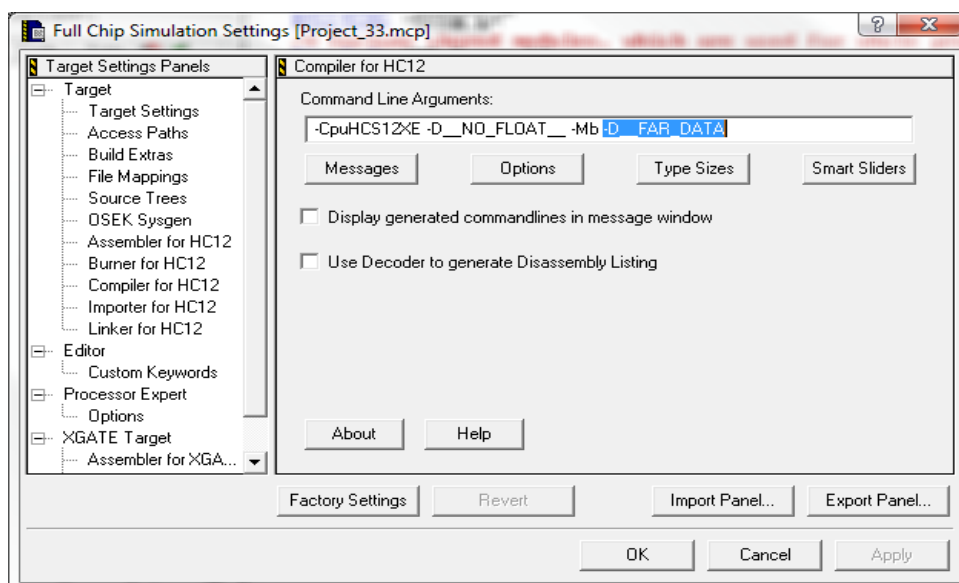 Full Chip Simulation Settings [Project_33.mcp]
Target Settings Panels
Target
Target Settings
Access Paths
Build Extras
File Mappings
Source Trees
OSEK Sysgen
Assembler for HC12
Burner for HC12
Compiler for HC12
Importer for HC12
Linker for HC12
Editor
Custom Keywords
Processor Expert
Options
XGATE Target
Assembler for XGA...
Compiler for HC12
Command Line Arguments:
-CpuHCS12XE -D__NO_FLOAT__ -Mb -D__FAR_DATA
Messages Options Type Sizes Smart Sliders
Display generated commandlines in message window
Use Decoder to generate Disassembly Listing
About Help
Factory Settings Revert Import Panel... Export Panel...
OK Cancel Apply